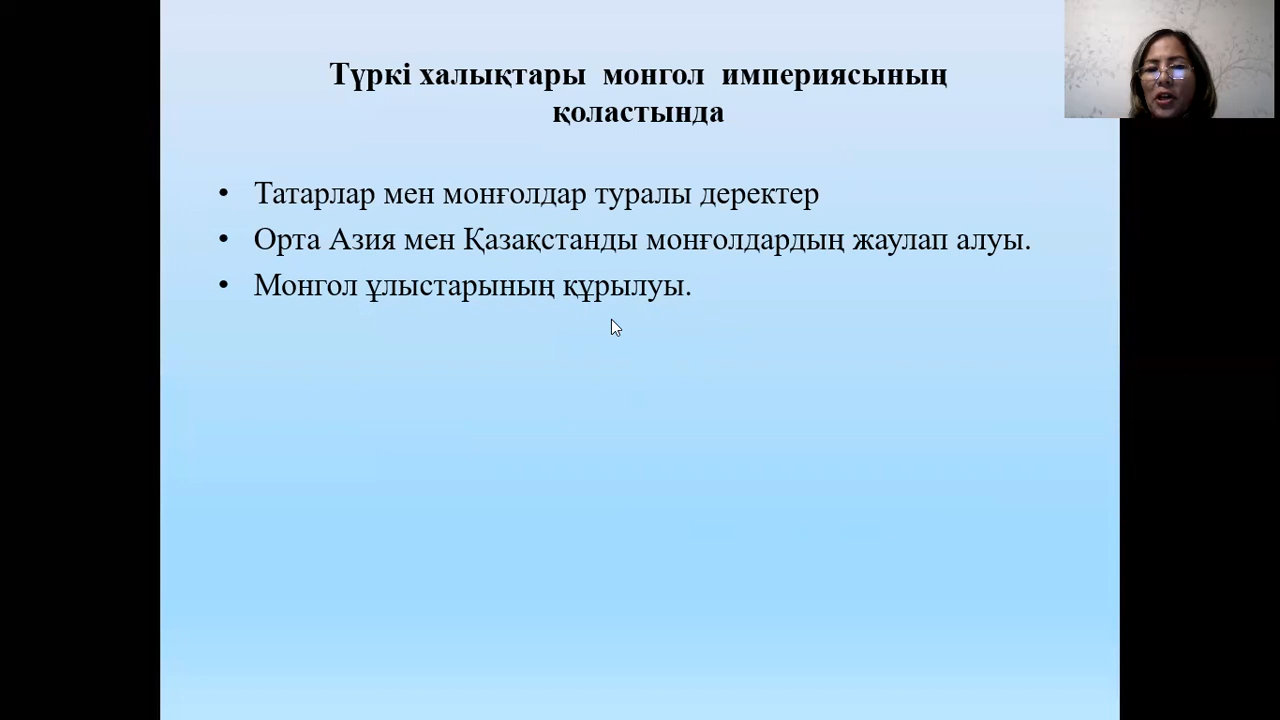 Түркі халықтары монгол империясының
қоластында
• Татарлар мен монғолдар туралы деректер
• Орта Азия мен Қазақстанды монғолдардың жаулап алуы.
• Монгол ұлыстарының құрылуы.